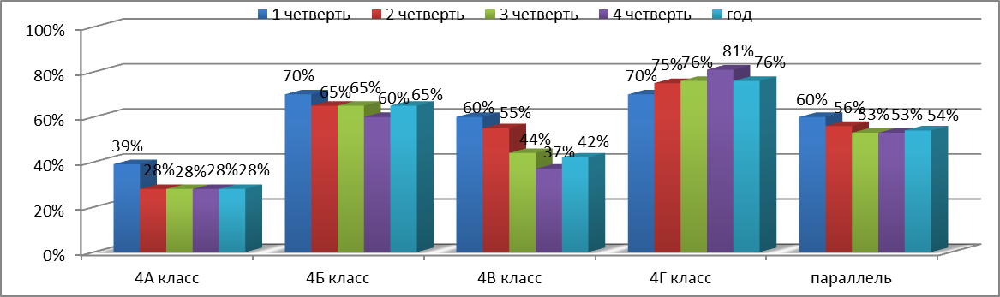 1 четверть 2 четверть 3 четверть 4 четверть год
100%
80%
60%
40%
20%
0%
39% 28% 28% 28% 28%
70% 65% 65% 60% 65%
60% 55% 44% 37% 42%
70% 75% 76% 81% 76%
60% 56% 53% 53% 54%
4А класс 4Б класс 4В класс 4Г класс параллель